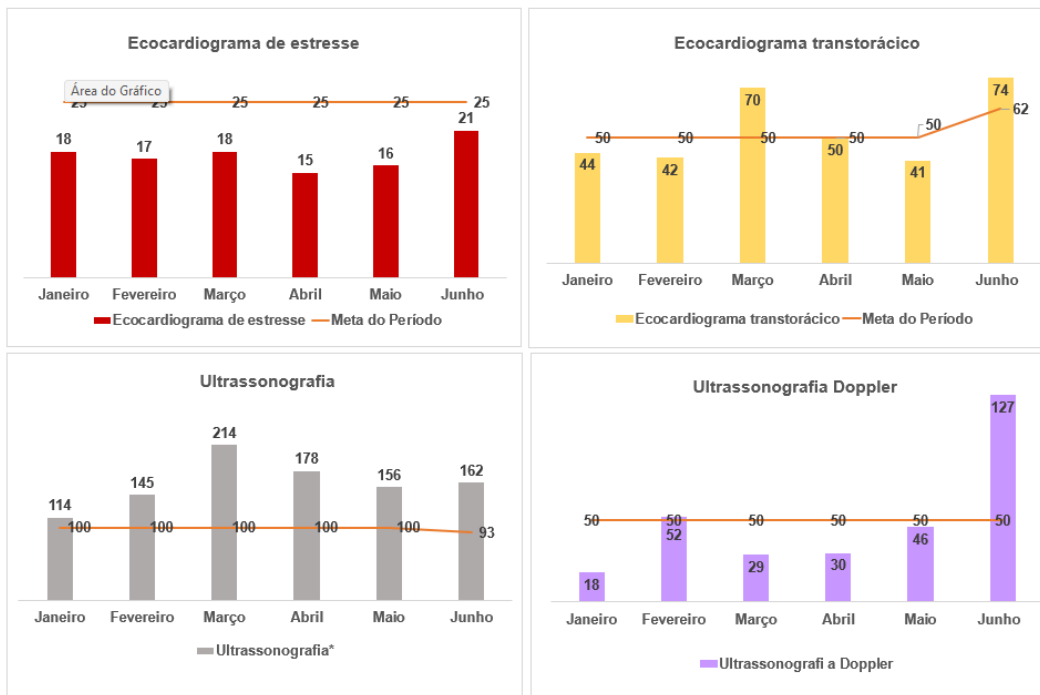 Ecocardiograma de estresse
Área do Gráfico
25 25 25 25 25 25
18 17 18 15 16 21
Janeiro Fevereiro Março Abril Maio Junho
Ecocardiograma de estresse Meta do Período
Ecocardiograma transtorácico
50 50 50 50 50 62
44 42 70 50 41 74
Janeiro Fevereiro Março Abril Maio Junho
Ecocardiograma transtorácico Meta do Período
Ultrassonografia
114 145 214 178 156 162
100 100 100 100 100 93
Janeiro Fevereiro Março Abril Maio Junho
Ultrassonografia*
Ultrassonografia Doppler
50 50 50 50 50 50
18 52 29 30 46 127
Janeiro Fevereiro Março Abril Maio Junho
Ultrassonografi a Doppler